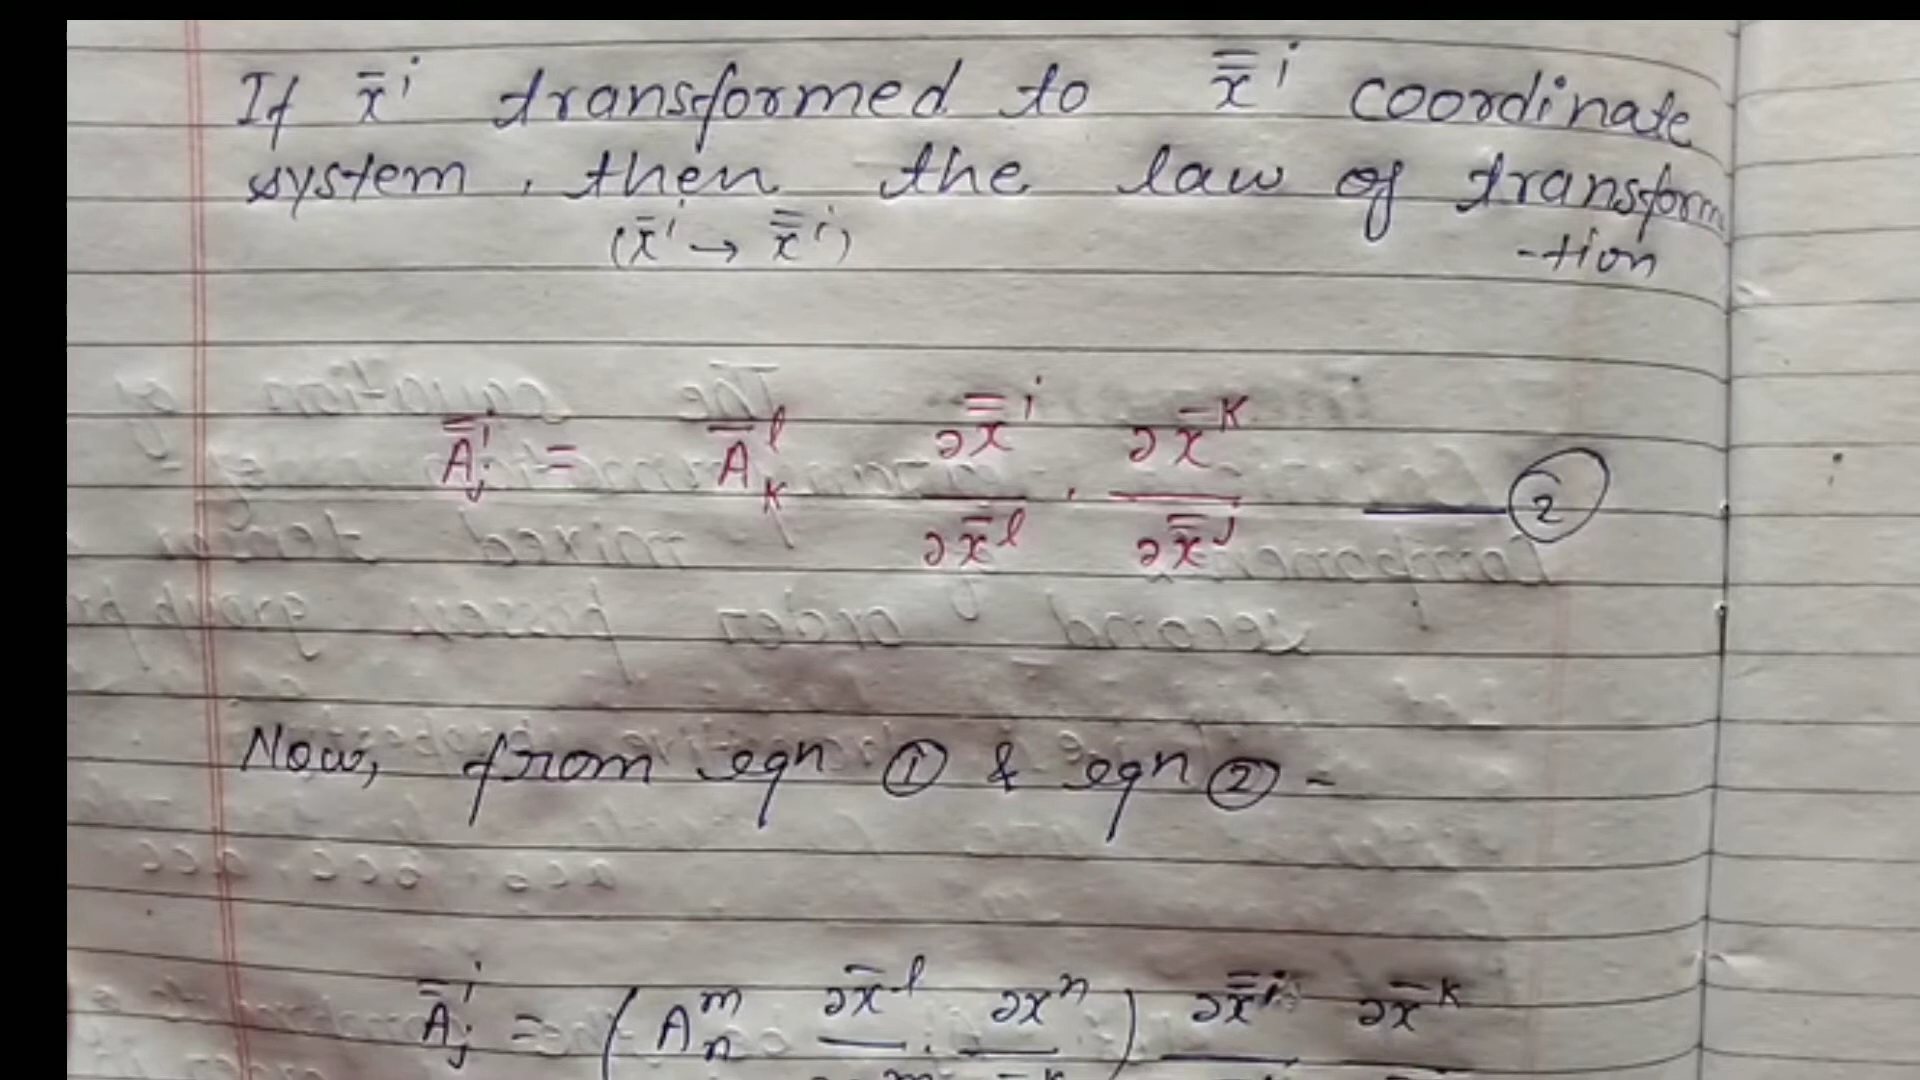 If x̄ⁱ transformed to x̿ⁱ coordinate
system, then the law of transform
(x̄ⁱ → x̿ⁱ) -tion
A̿ⁱⱼ = Āˡₖ ∂x̿ⁱ/∂x̄ˡ · ∂x̄ᵏ/∂x̿ʲ —— ②
Now, from eqn ① & eqn ② -
A̿ⁱⱼ = (Aᵐₙ ∂x̄ˡ/∂xᵐ · ∂xⁿ/∂x̄ᵏ) ∂x̿ⁱ ∂x̄ᵏ